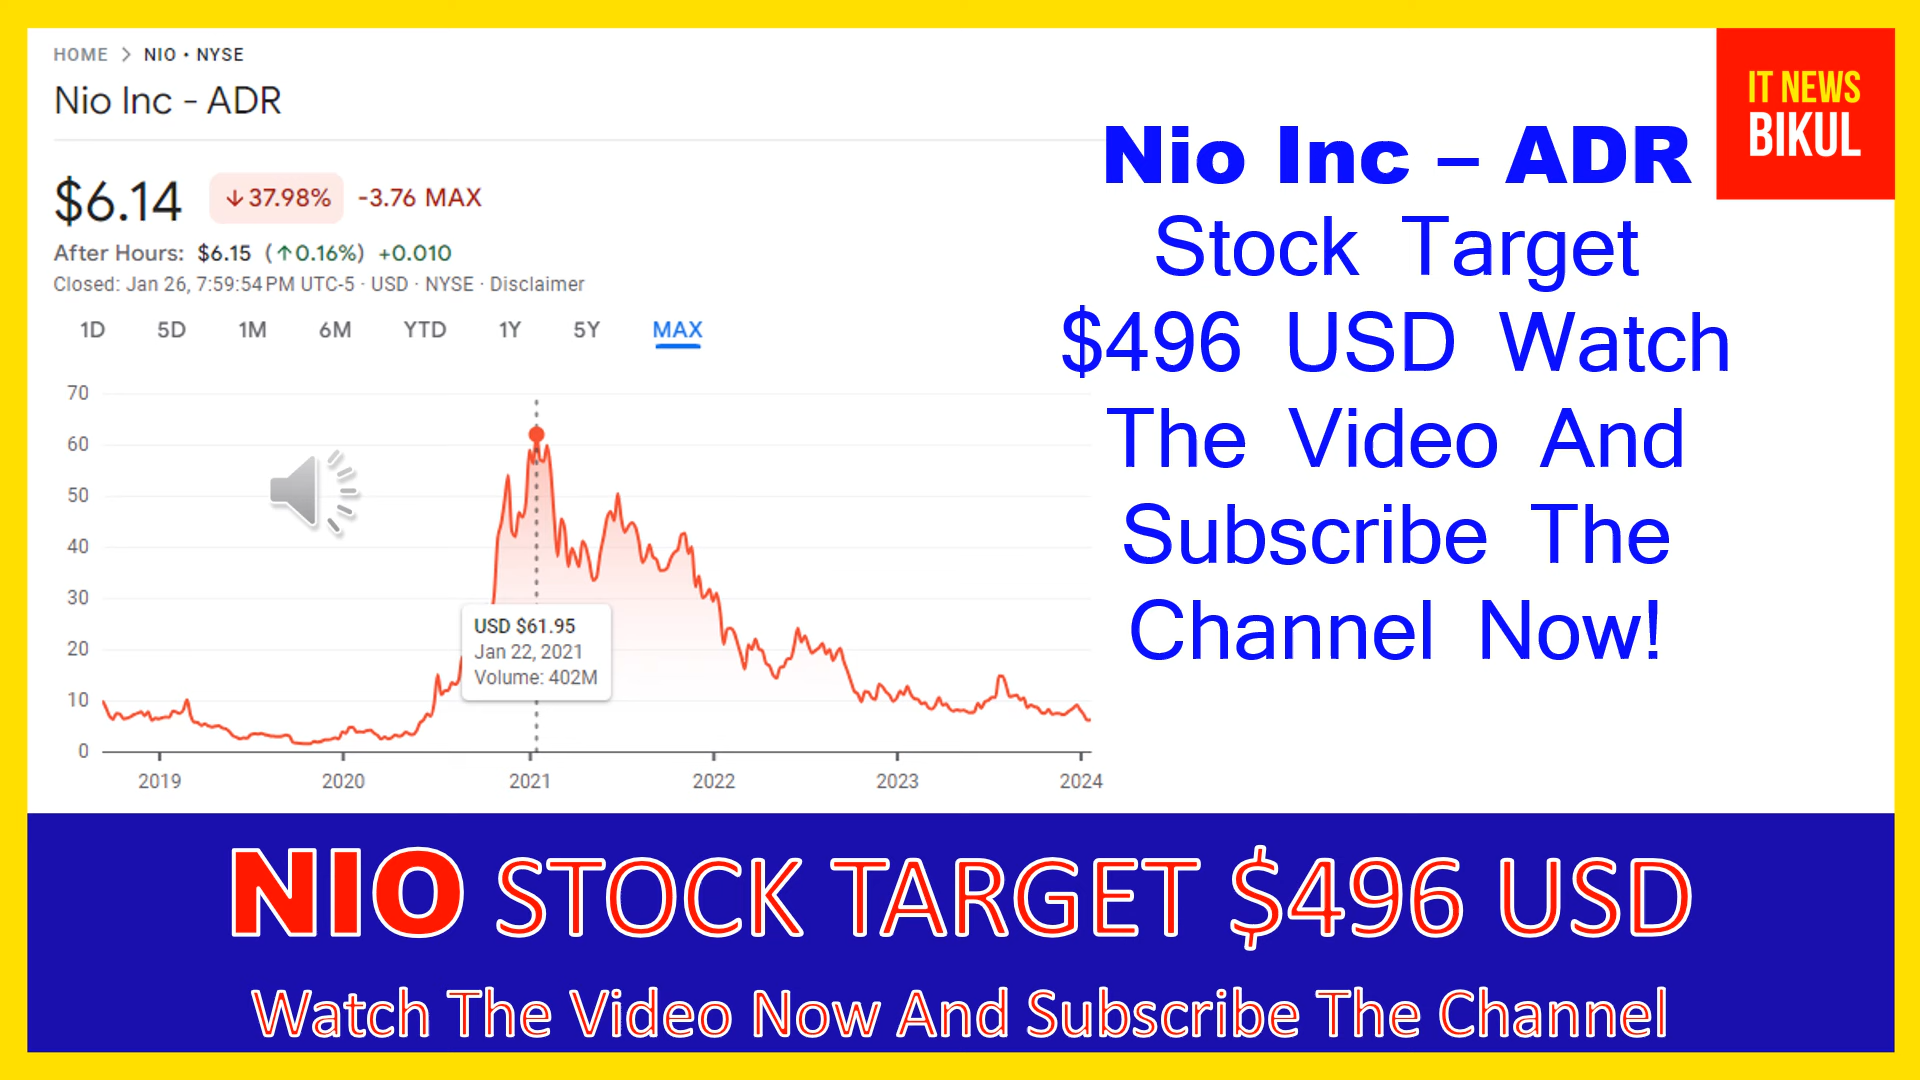 HOME > NIO • NYSE
Nio Inc - ADR
$6.14 ↓37.98% -3.76 MAX
After Hours: $6.15 (↑0.16%) +0.010
Closed: Jan 26, 7:59:54 PM UTC-5 · USD · NYSE · Disclaimer
1D 5D 1M 6M YTD 1Y 5Y MAX
70
60
50
40
30
20
10
0
USD $61.95
Jan 22, 2021
Volume: 402M
2019 2020 2021 2022 2023 2024
Nio Inc – ADR
Stock Target
$496 USD Watch
The Video And
Subscribe The
Channel Now!
IT NEWS
BIKUL
NIO STOCK TARGET $496 USD
Watch The Video Now And Subscribe The Channel